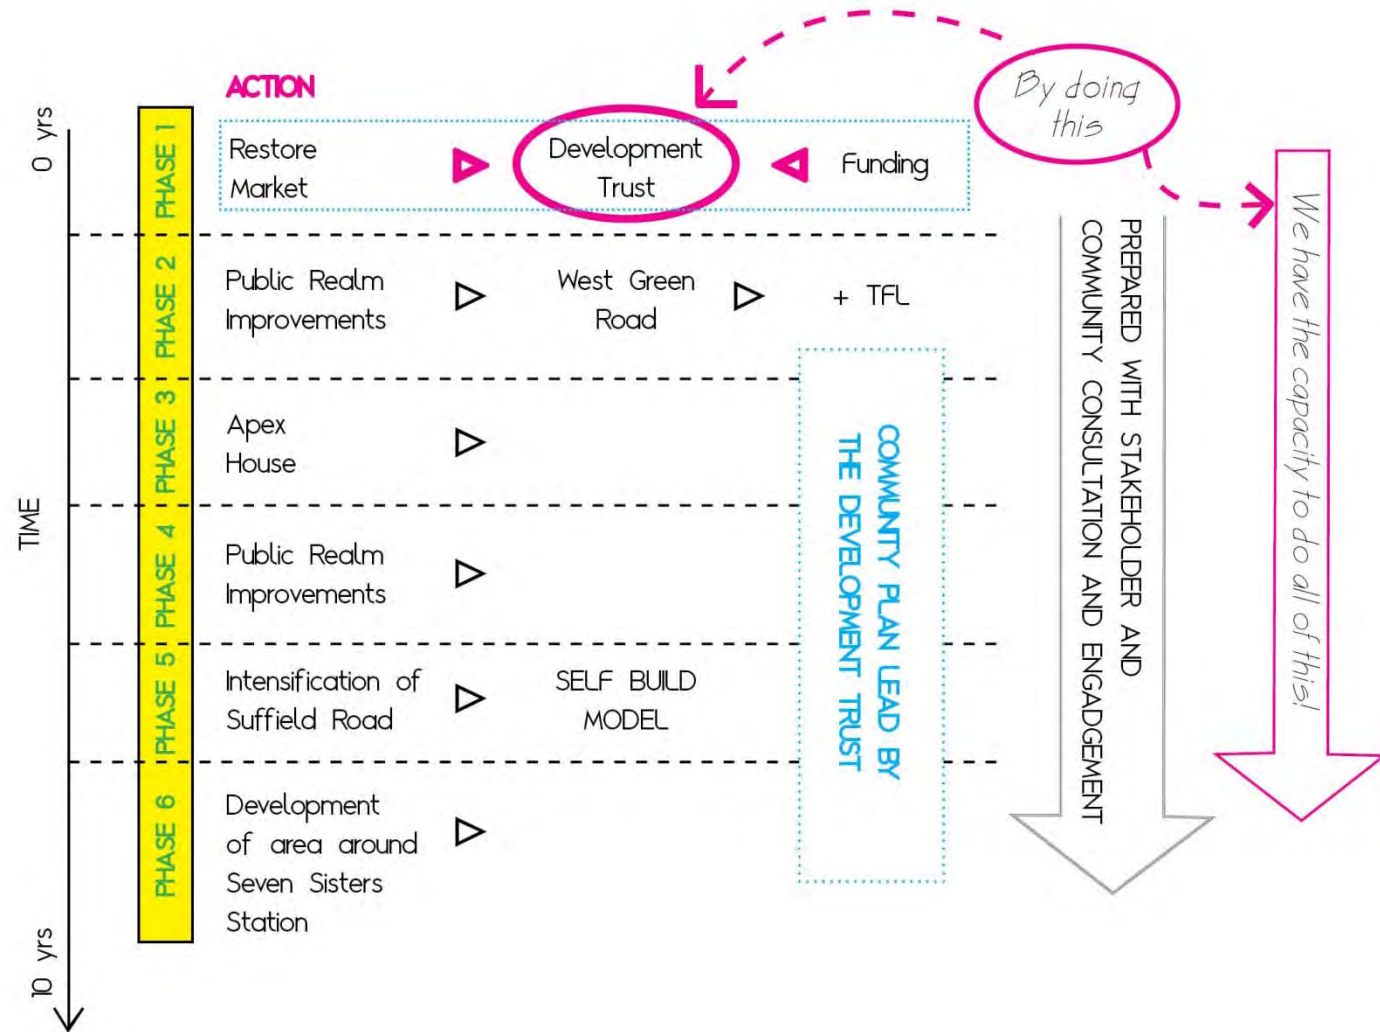 ACTION
By doing
this
0 yrs
PHASE 1
Restore
Market
Development
Trust
Funding
PHASE 2
Public Realm
Improvements
West Green
Road
+ TFL
PHASE 3
Apex
House
TIME
PHASE 4
Public Realm
Improvements
PHASE 5
Intensification of
Suffield Road
SELF BUILD
MODEL
PHASE 6
Development
of area around
Seven Sisters
Station
10 yrs
COMMUNITY PLAN LEAD BY
THE DEVELOPMENT TRUST
PREPARED WITH STAKEHOLDER AND
COMMUNITY CONSULTATION AND ENGADGEMENT
We have the capacity to do all of this!